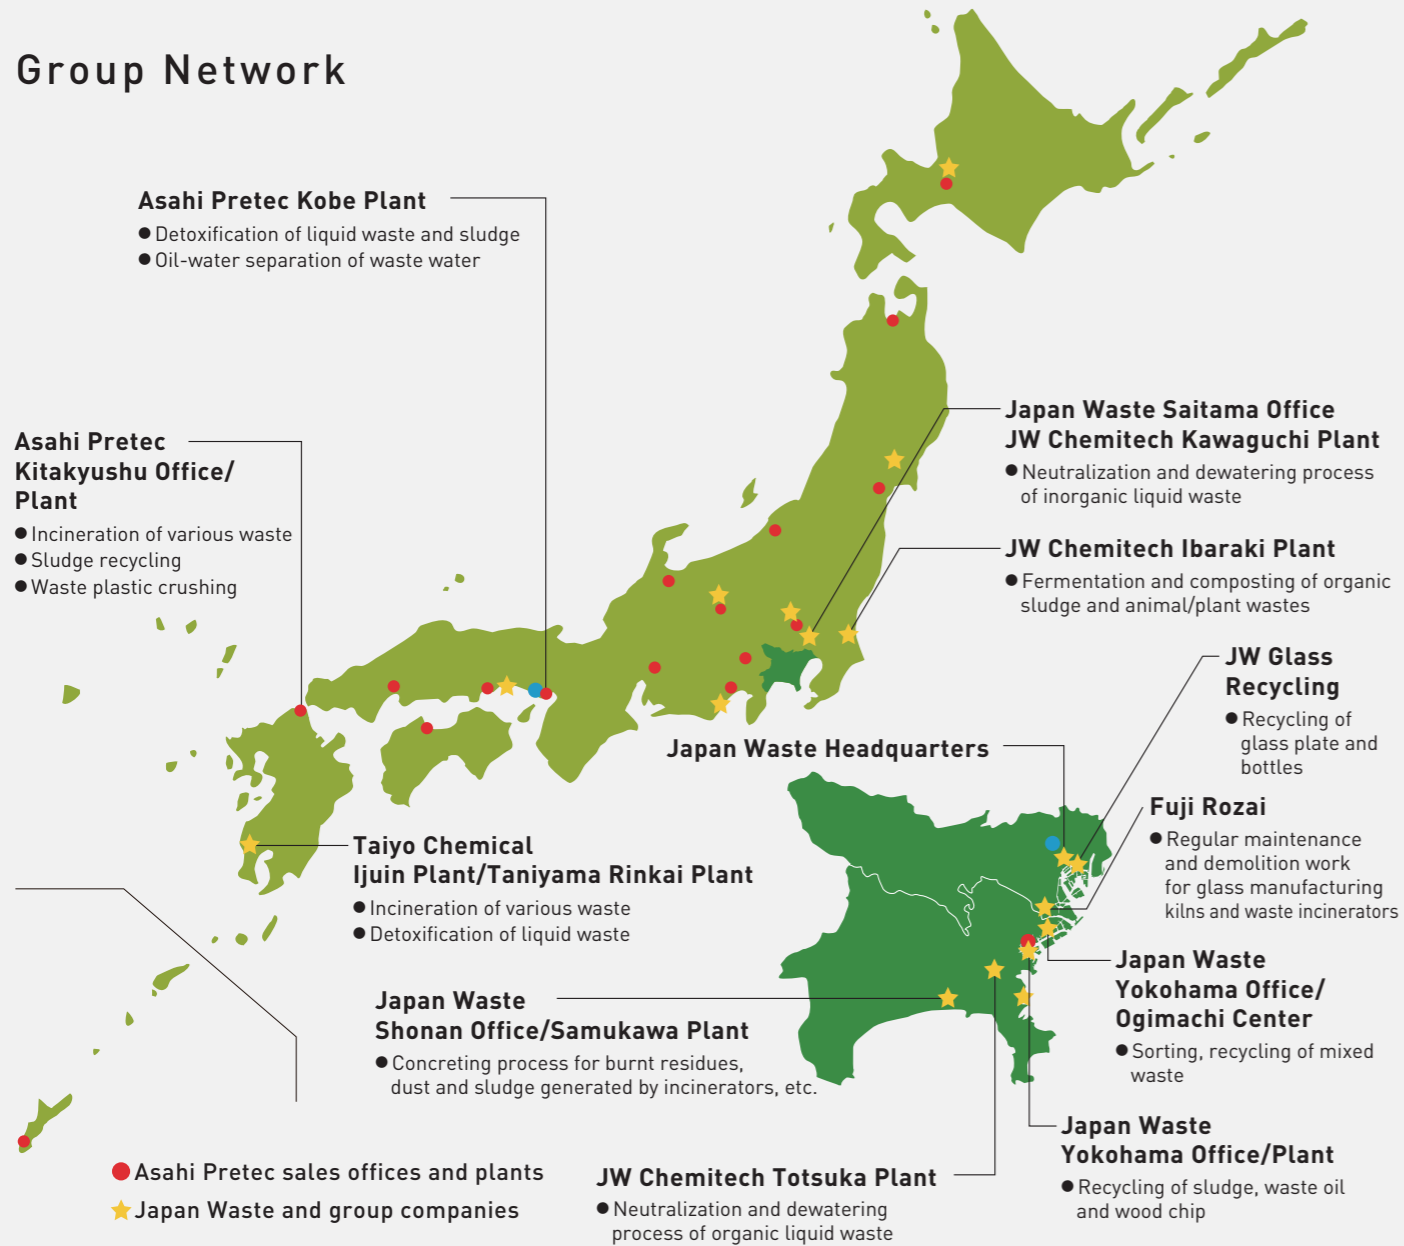 Group Network
Asahi Pretec Kobe Plant
● Detoxification of liquid waste and sludge
● Oil-water separation of waste water
Asahi Pretec
Kitakyushu Office/
Plant
● Incineration of various waste
● Sludge recycling
● Waste plastic crushing
Japan Waste Saitama Office
JW Chemitech Kawaguchi Plant
● Neutralization and dewatering process
of inorganic liquid waste
JW Chemitech Ibaraki Plant
● Fermentation and composting of organic
sludge and animal/plant wastes
JW Glass
Recycling
● Recycling of
glass plate and
bottles
Japan Waste Headquarters
Fuji Rozai
● Regular maintenance
and demolition work
for glass manufacturing
kilns and waste incinerators
Taiyo Chemical
Ijuin Plant/Taniyama Rinkai Plant
● Incineration of various waste
● Detoxification of liquid waste
Japan Waste
Shonan Office/Samukawa Plant
● Concreting process for burnt residues,
dust and sludge generated by incinerators, etc.
Japan Waste
Yokohama Office/
Ogimachi Center
● Sorting, recycling of mixed
waste
Japan Waste
Yokohama Office/Plant
● Recycling of sludge, waste oil
and wood chip
JW Chemitech Totsuka Plant
● Neutralization and dewatering
process of organic liquid waste
Asahi Pretec sales offices and plants
Japan Waste and group companies